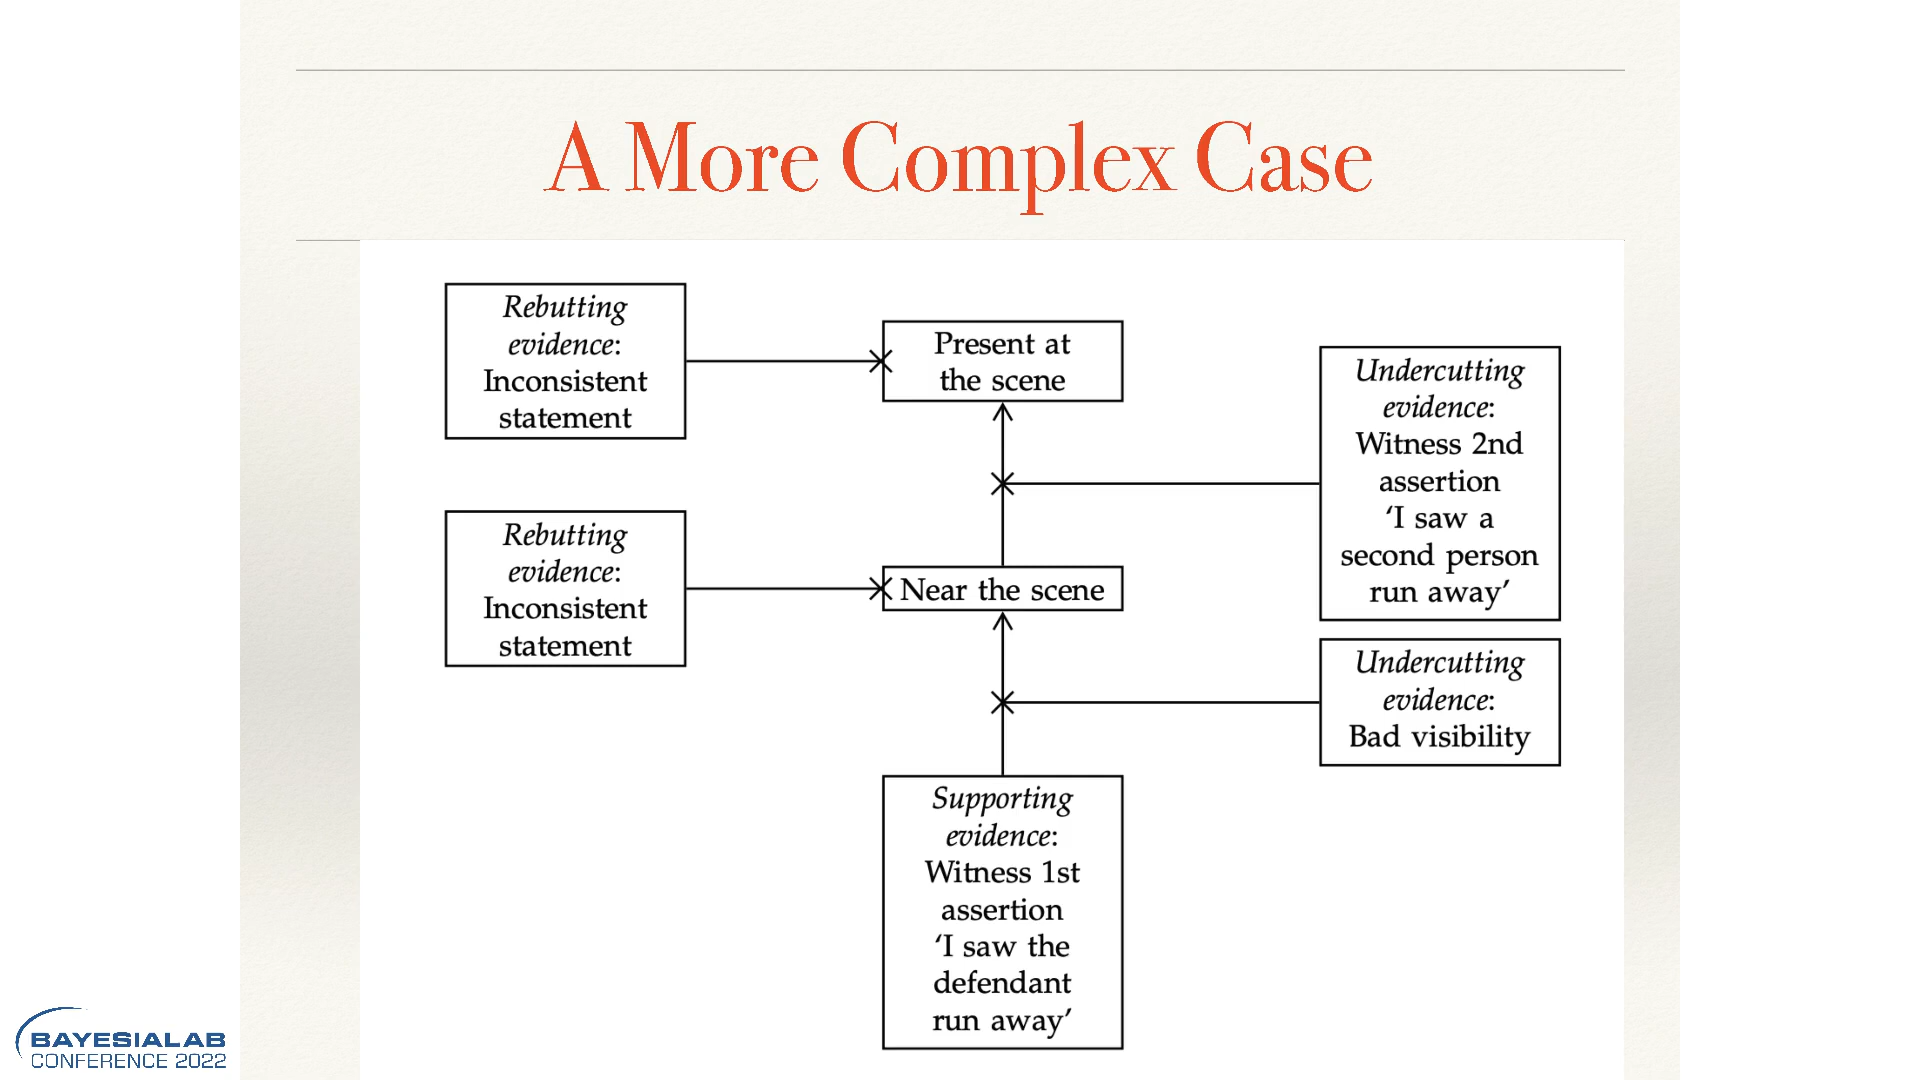 A More Complex Case
Rebutting
evidence:
Inconsistent
statement
Present at
the scene
Undercutting
evidence:
Witness 2nd
assertion
‘I saw a
second person
run away’
Rebutting
evidence:
Inconsistent
statement
Near the scene
Undercutting
evidence:
Bad visibility
Supporting
evidence:
Witness 1st
assertion
‘I saw the
defendant
run away’
BAYESIALAB
CONFERENCE 2022